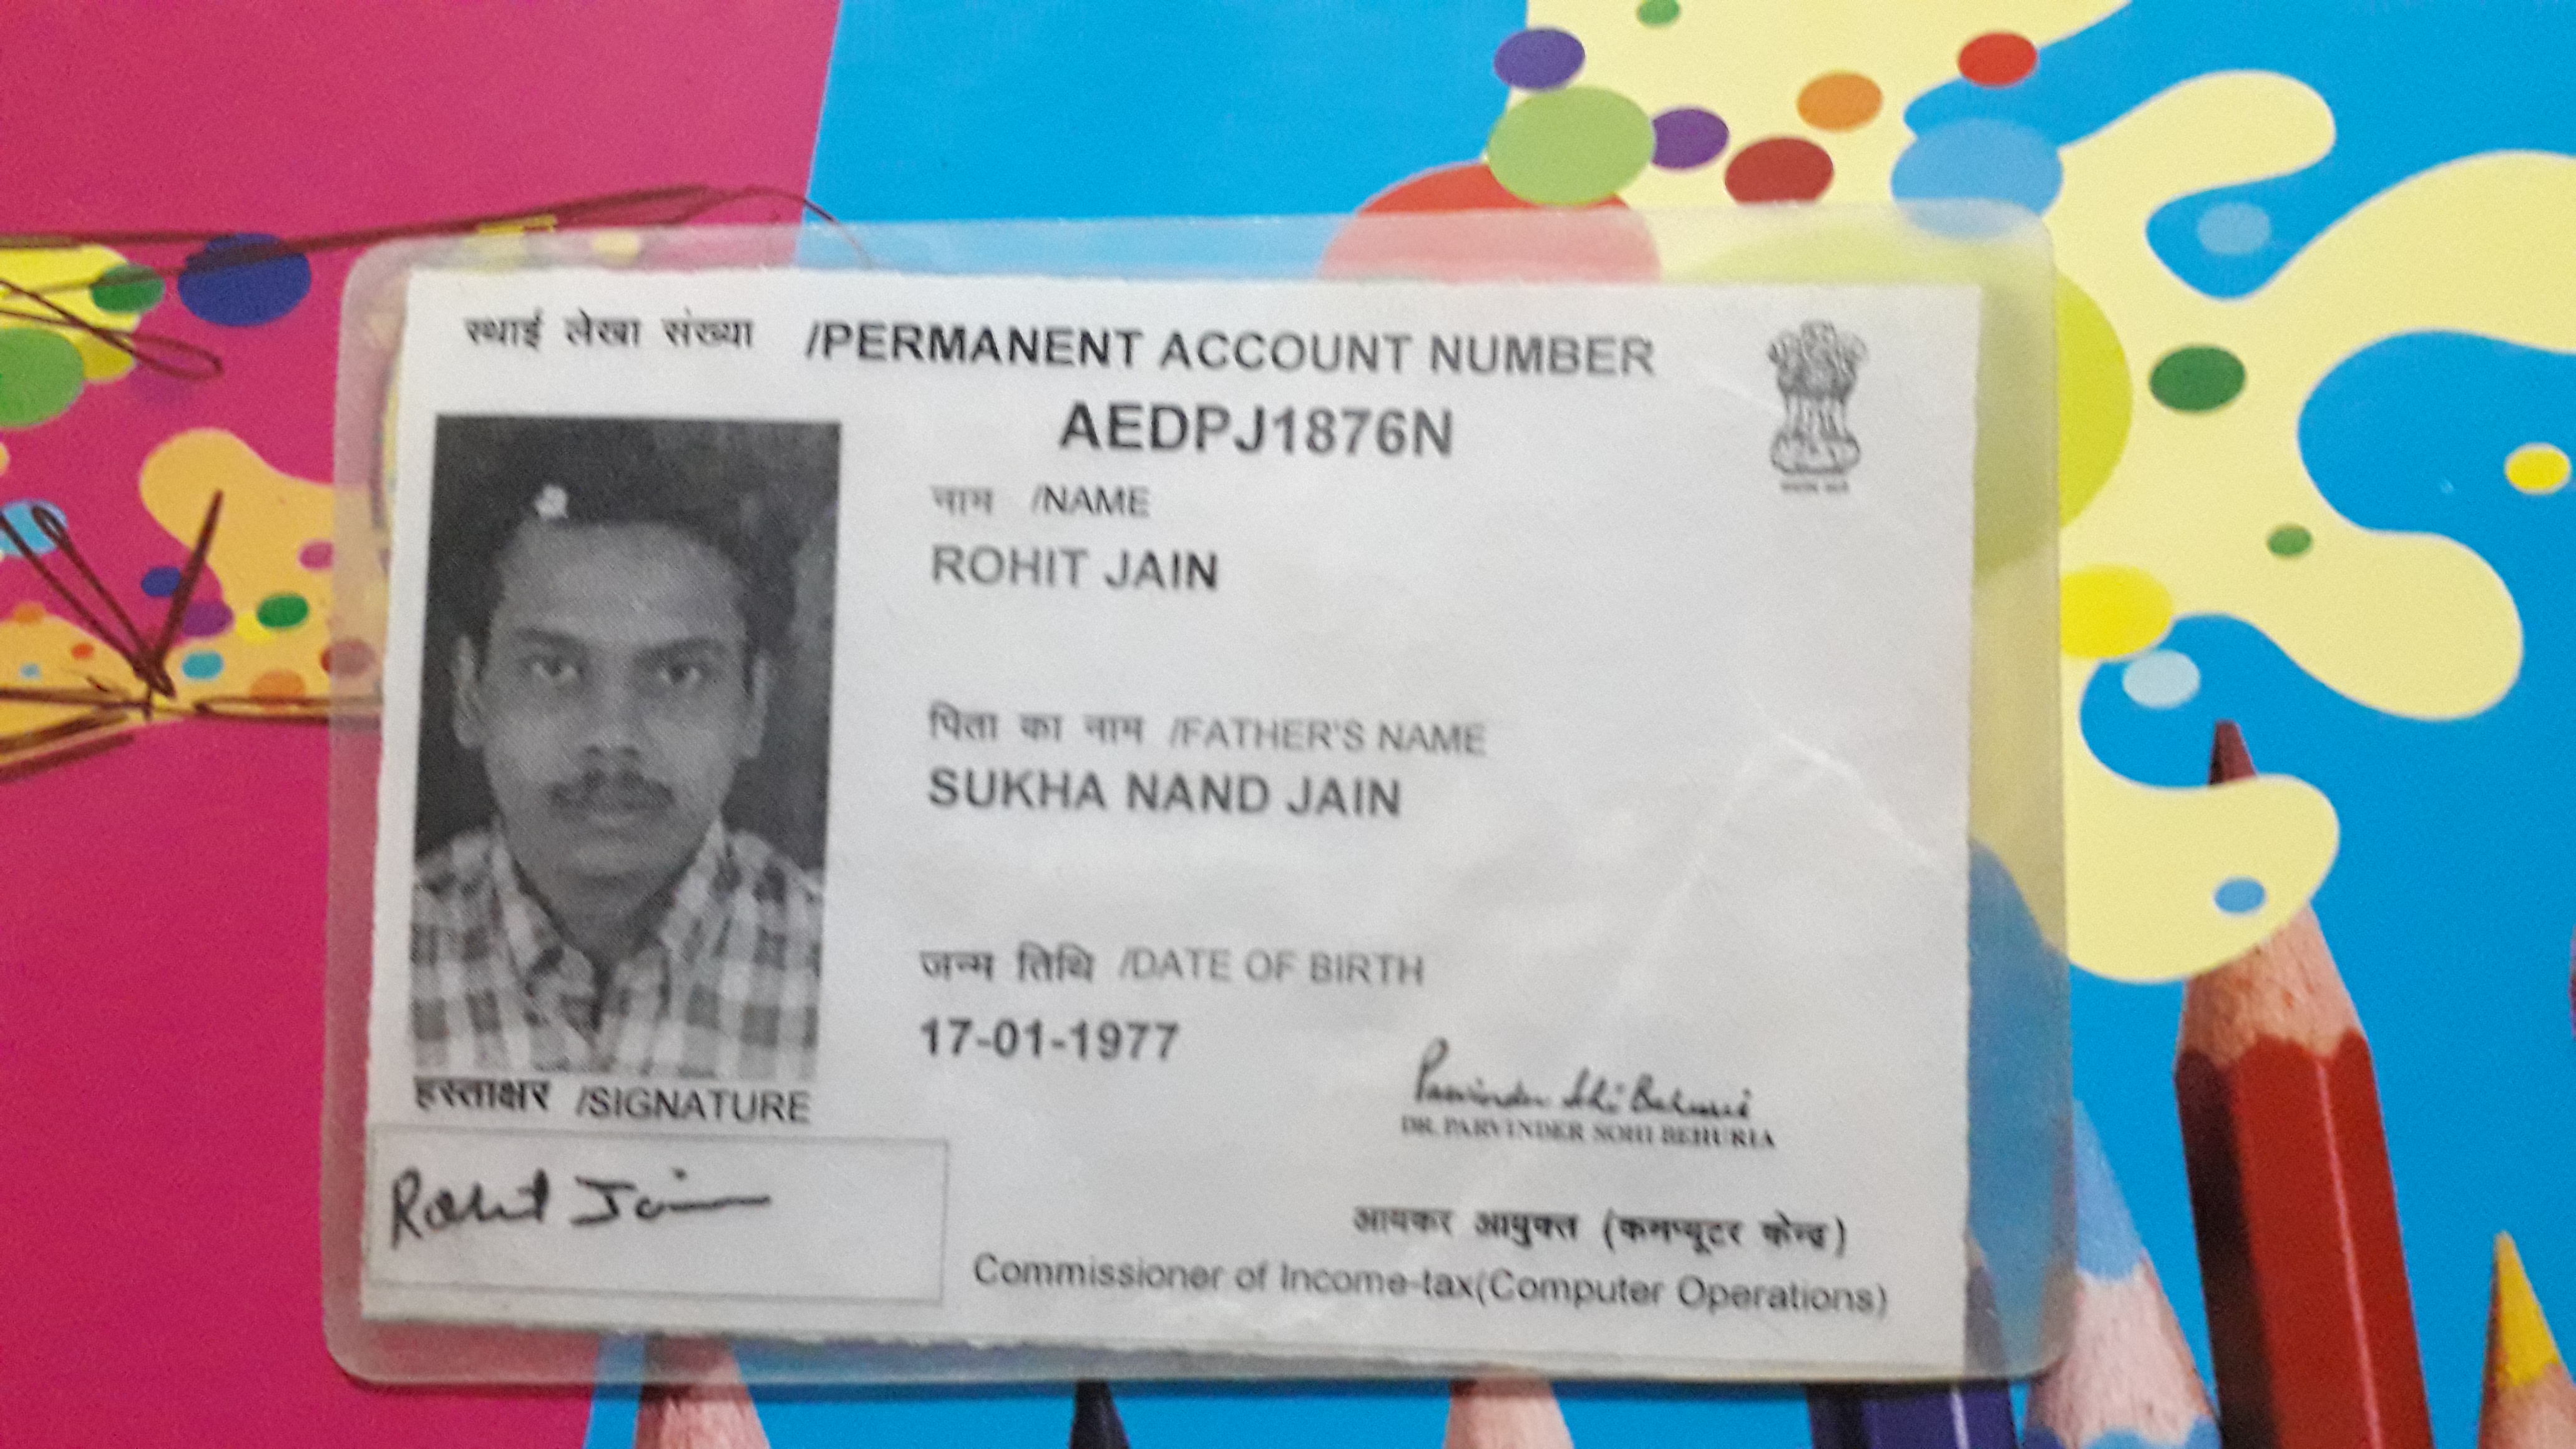 स्थाई लेखा संख्या /PERMANENT ACCOUNT NUMBER
AEDPJ1876N
नाम /NAME
ROHIT JAIN
पिता का नाम /FATHER'S NAME
SUKHA NAND JAIN
जन्म तिथि /DATE OF BIRTH
17-01-1977
हस्ताक्षर /SIGNATURE
Rohit Jain
DR. PARVINDER SOHI BEHURIA
आयकर आयुक्त (कम्प्यूटर केन्द्र)
Commissioner of Income-tax(Computer Operations)